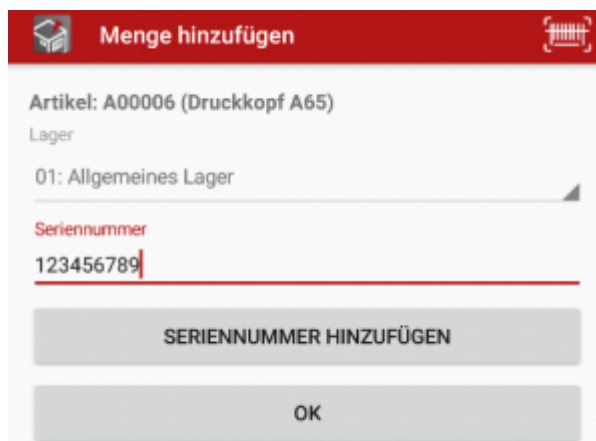 Menge hinzufügen
Artikel: A00006 (Druckkopf A65)
Lager
01: Allgemeines Lager
Seriennummer
123456789
SERIENNUMMER HINZUFÜGEN
OK